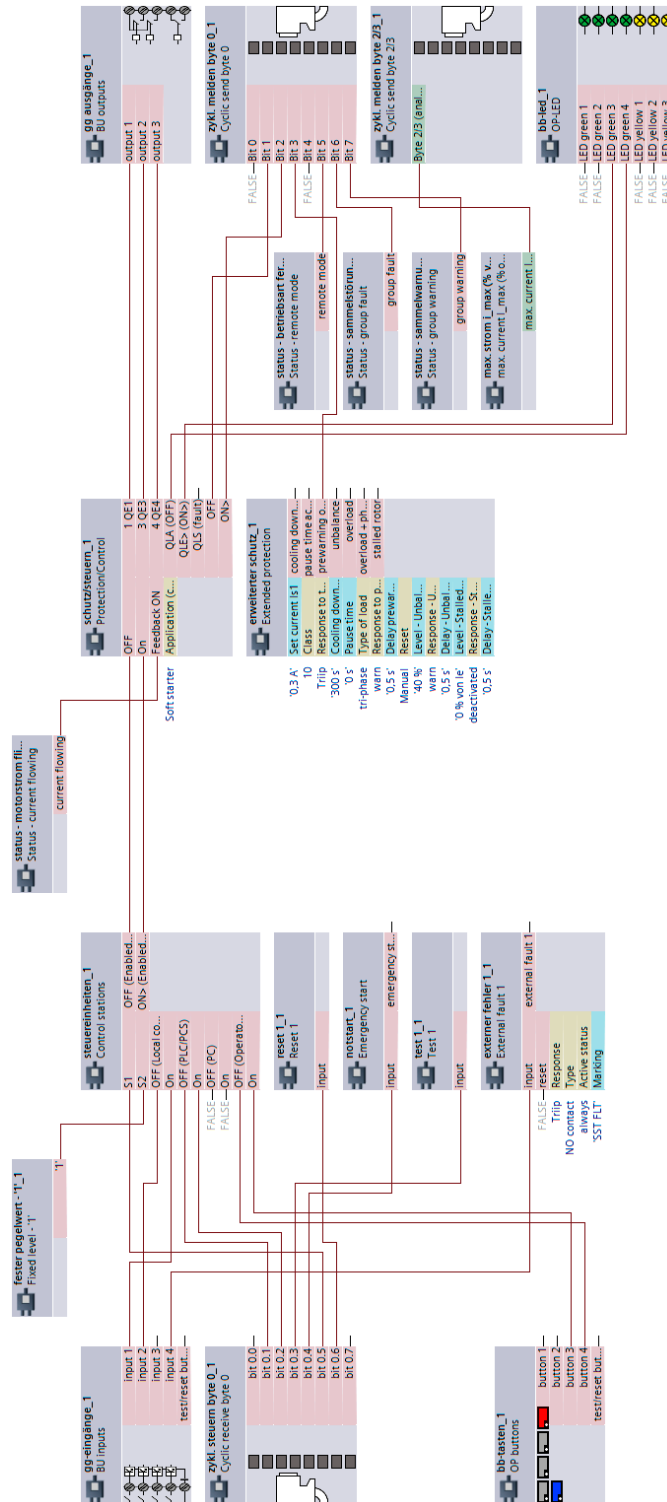 gg-eingänge_1
BU inputs
input 1
input 2
input 3
input 4
test/reset but...
zykl. steuern byte 0_1
Cyclic receive byte 0
bit 0.0
bit 0.1
bit 0.2
bit 0.3
bit 0.4
bit 0.5
bit 0.6
bit 0.7
bb-tasten_1
OP buttons
button 1
button 2
button 3
button 4
test/reset but...
fester pegelwert - '1'_1
Fixed level - '1'
'1'
steuereinheiten_1
Control stations
S1
OFF (Enabled...
S2
ON> (Enabled...
OFF (Local co...
On
OFF (PLC/PCS)
On
FALSE
OFF (PC)
FALSE
On
OFF (Operato...
On
reset 1_1
Reset 1
input
notstart_1
Emergency start
input
emergency st...
test 1_1
Test 1
input
externer fehler 1_1
External fault 1
input
external fault 1
FALSE
reset
Triip
Response
NO contact
Type
always
Active status
'SST FLT'
Marking
status - motorstrom fli...
Status - current flowing
current flowing
schutz/steuern_1
Protection/Control
OFF
1 QE1
On
3 QE3
Feedback ON
4 QE4
Soft starter
Application (c...
QLA (OFF)
QLE> (ON>)
QLS (fault)
OFF
ON>
erweiterter schutz_1
Extended protection
'0,3 A'
Set current Is1
cooling down...
10
Class
pause time ac...
Triip
Response to t...
prewarning o...
'300 s'
Cooling down...
unbalance
'0 s'
Pause time
overload
tri-phase
Type of load
overload - ph...
warn
Response to p...
stalled rotor
'0,5 s'
Delay prewar...
Manual
Reset
'40 %'
Level - Unbal...
warn
Response - U...
'0,5 s'
Delay - Unbal...
'0 % von Ie'
Level - Stalled...
deactivated
Response - St...
'0,5 s'
Delay - Stalle...
status - betriebsart fer...
Status - remote mode
remote mode
status - sammelstörun...
Status - group fault
group fault
status - sammelwarnu...
Status - group warning
group warning
max. strom i_max (% v...
max. current I_max (% o...
max. current I...
gg ausgänge_1
BU outputs
output 1
output 2
output 3
zykl. melden byte 0_1
Cyclic send byte 0
FALSE
Bit 0
Bit 1
Bit 2
Bit 3
FALSE
Bit 4
Bit 5
Bit 6
Bit 7
zykl. melden byte 2/3_1
Cyclic send byte 2/3
Byte 2/3 (anal...
bb-led_1
OP-LED
FALSE
LED green 1
FALSE
LED green 2
LED green 3
LED green 4
FALSE
LED yellow 1
FALSE
LED yellow 2
FALSE
LED yellow 3